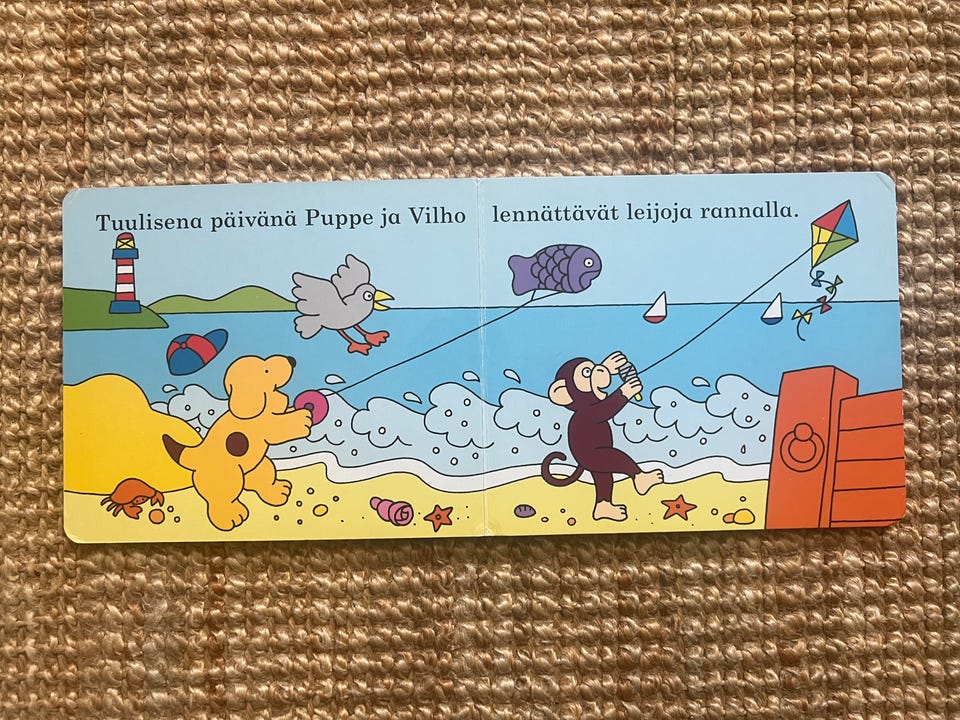 Tuulisena päivänä Puppe ja Vilho lennättävät leijoja rannalla.